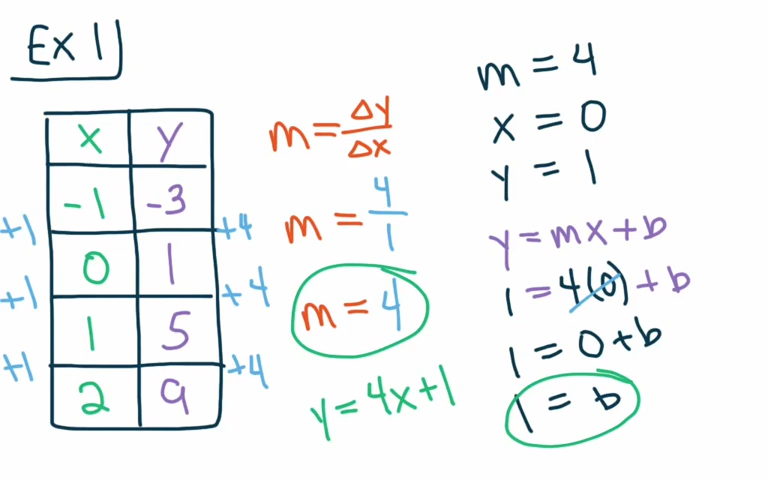 Ex 1
x y
-1 -3
+1 +4
0 1
+1 +4
1 5
+1 +4
2 9
m = Δy/Δx
m = 4/1
m = 4
y = 4x+1
m = 4
x = 0
y = 1
y = mx + b
1 = 4(0) + b
1 = 0 + b
1 = b